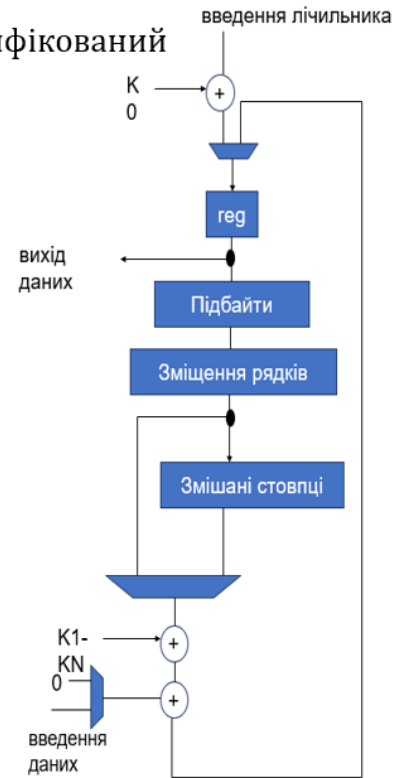 введення лічильника
фікований
K
0
+
reg
вихід
даних
Підбайти
Зміщення рядків
Змішані стовпці
K1-
KN
+
0
+
введення
даних